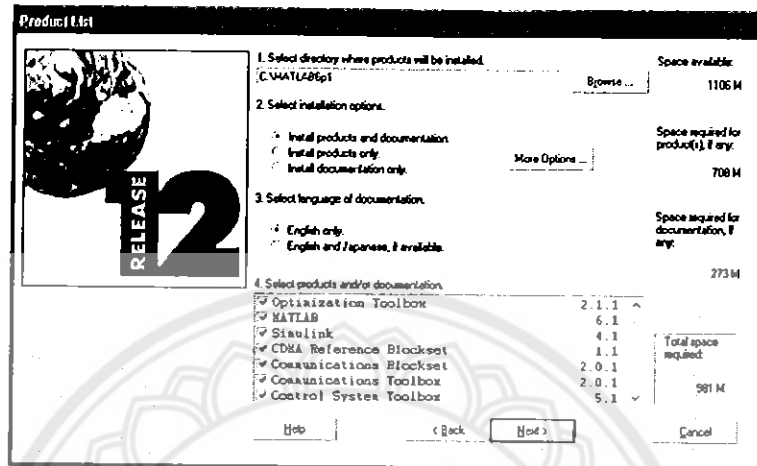 Product List
1. Select directory where products will be installed.
C:\MATLAB6p1
Browse ...
Space available:
1106 M
2. Select installation options.
Install products and documentation.
Install products only.
Install documentation only.
More Options ...
Space required for
product(s), if any:
708 M
3. Select language of documentation.
English only.
English and Japanese, if available.
Space required for
documentation, if
any:
273 M
RELEASE
12
4. Select products and/or documentation.
Optimization Toolbox 2.1.1
MATLAB 6.1
Simulink 4.1
CDMA Reference Blockset 1.1
Communications Blockset 2.0.1
Communications Toolbox 2.0.1
Control System Toolbox 5.1
Total space
required:
981 M
Help
< Back
Next >
Cancel